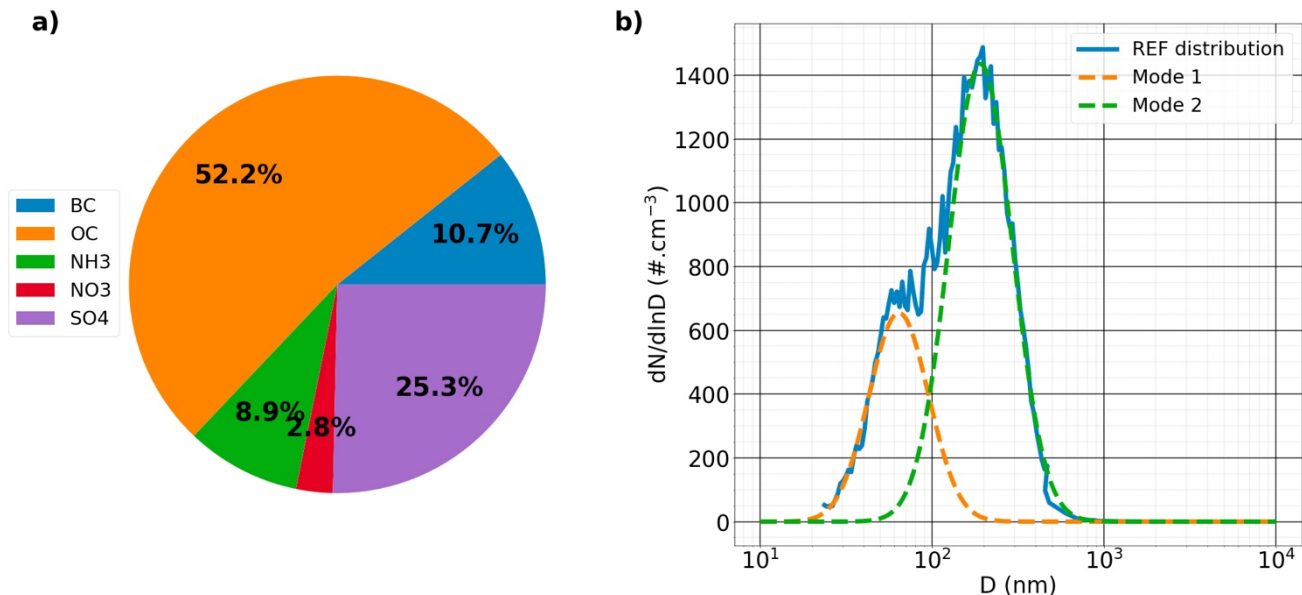 a)
BC
OC
NH3
NO3
SO4
52.2%
10.7%
8.9%
2.8%
25.3%
b)
REF distribution
Mode 1
Mode 2
dN/dlnD (#.cm⁻³)
1400
1200
1000
800
600
400
200
0
10¹
10²
10³
10⁴
D (nm)